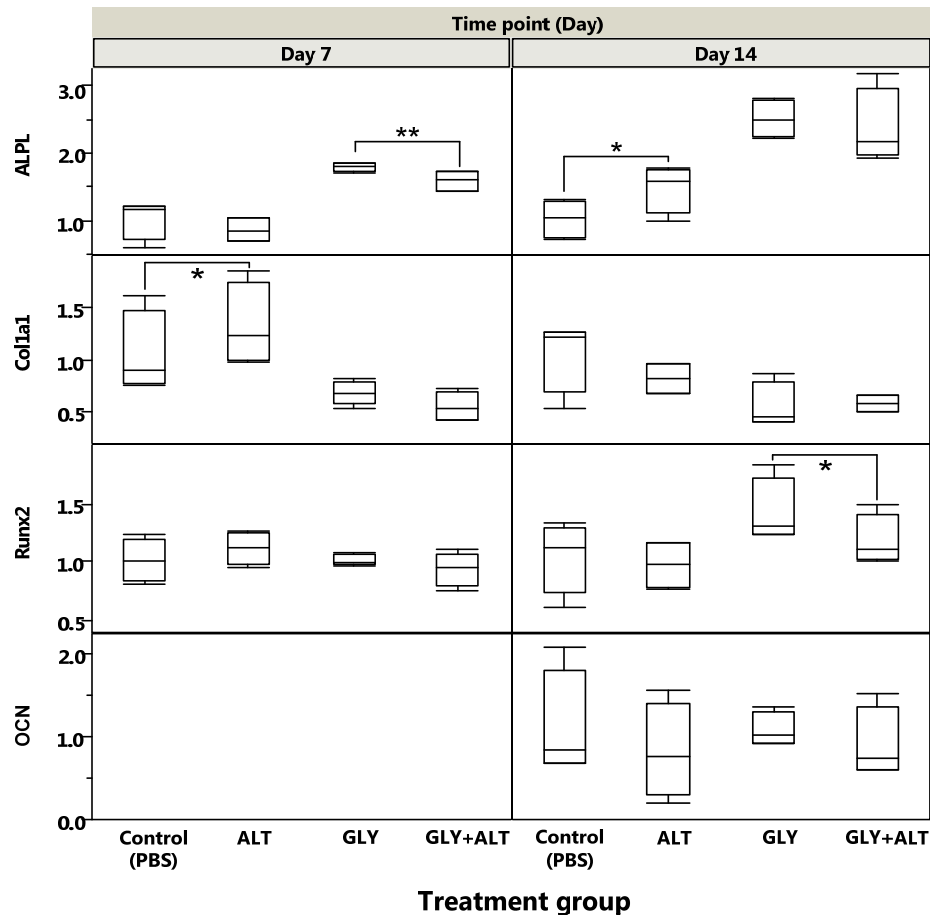 Time point (Day)
Day 7 Day 14
ALPL
3.0
2.0
1.0
**
*
Col1a1
1.5
1.0
0.5
*
Runx2
1.5
1.0
0.5
*
OCN
2.0
1.0
0.0
Control ALT GLY GLY+ALT Control ALT GLY GLY+ALT
(PBS) (PBS)
Treatment group